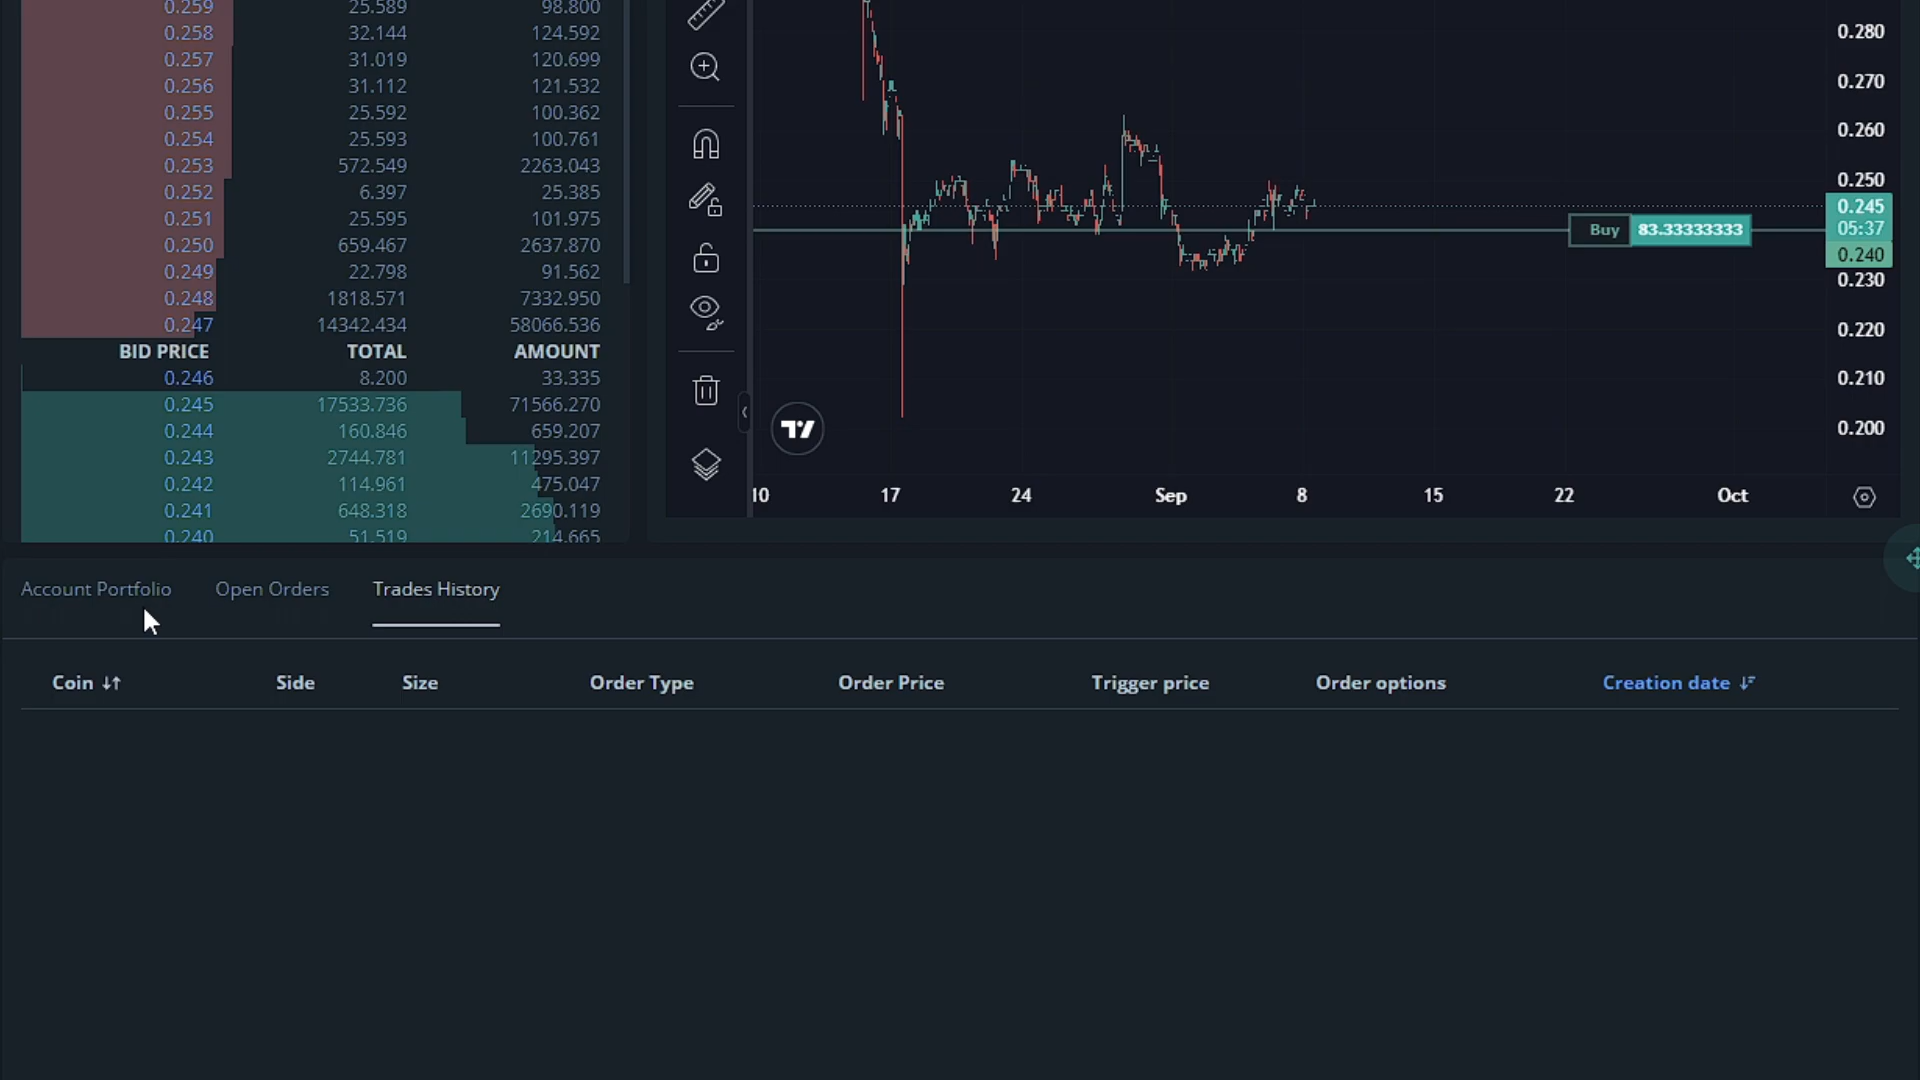 0.259 25.589 98.800
0.258 32.144 124.592
0.257 31.019 120.699
0.256 31.112 121.532
0.255 25.592 100.362
0.254 25.593 100.761
0.253 572.549 2263.043
0.252 6.397 25.385
0.251 25.595 101.975
0.250 659.467 2637.870
0.249 22.798 91.562
0.248 1818.571 7332.950
0.247 14342.434 58066.536
BID PRICE TOTAL AMOUNT
0.246 8.200 33.335
0.245 17533.736 71566.270
0.244 160.846 659.207
0.243 2744.781 11295.397
0.242 114.961 475.047
0.241 648.318 2690.119
0.240 51.519 214.665
0.280
0.270
0.260
0.250
0.245
05:37
0.240
0.230
0.220
0.210
0.200
Buy 83.33333333
10 17 24 Sep 8 15 22 Oct
Account Portfolio Open Orders Trades History
Coin Side Size Order Type Order Price Trigger price Order options Creation date